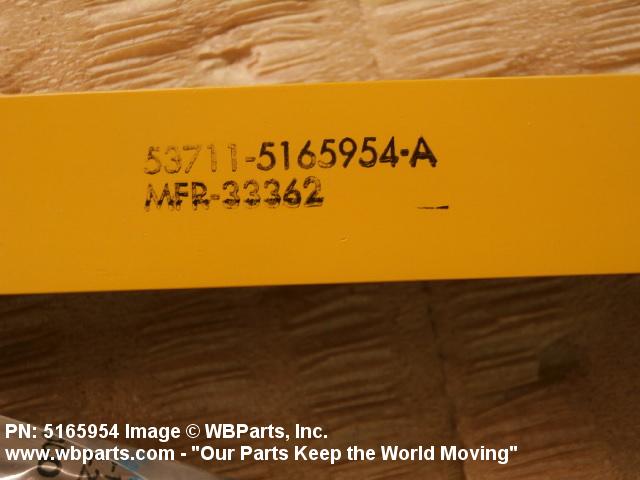 53711-5165954-A
MFR-33362
PN: 5165954 Image © WBParts, Inc.
www.wbparts.com - "Our Parts Keep the World Moving"